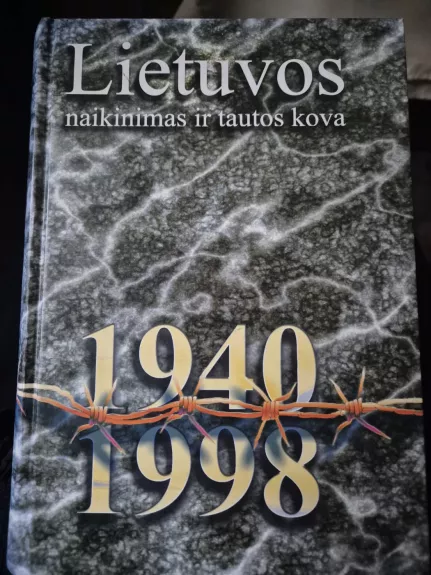 Lietuvos
naikinimas ir tautos kova
1940
1998